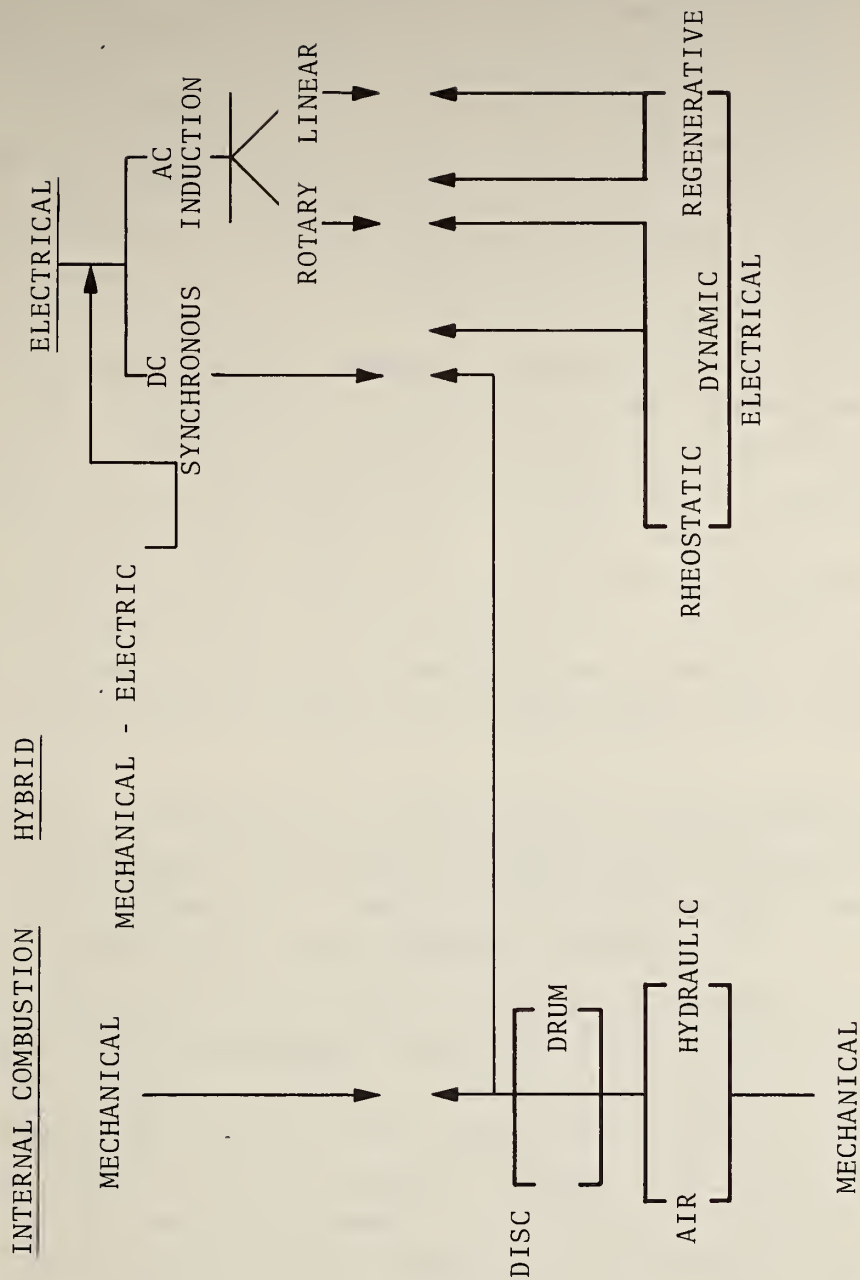 INTERNAL COMBUSTION
HYBRID
ELECTRICAL
MECHANICAL
MECHANICAL - ELECTRIC
DC
SYNCHRONOUS
AC
INDUCTION
ROTARY
LINEAR
DISC
DRUM
AIR
HYDRAULIC
RHEOSTATIC
REGENERATIVE
DYNAMIC
ELECTRICAL
MECHANICAL